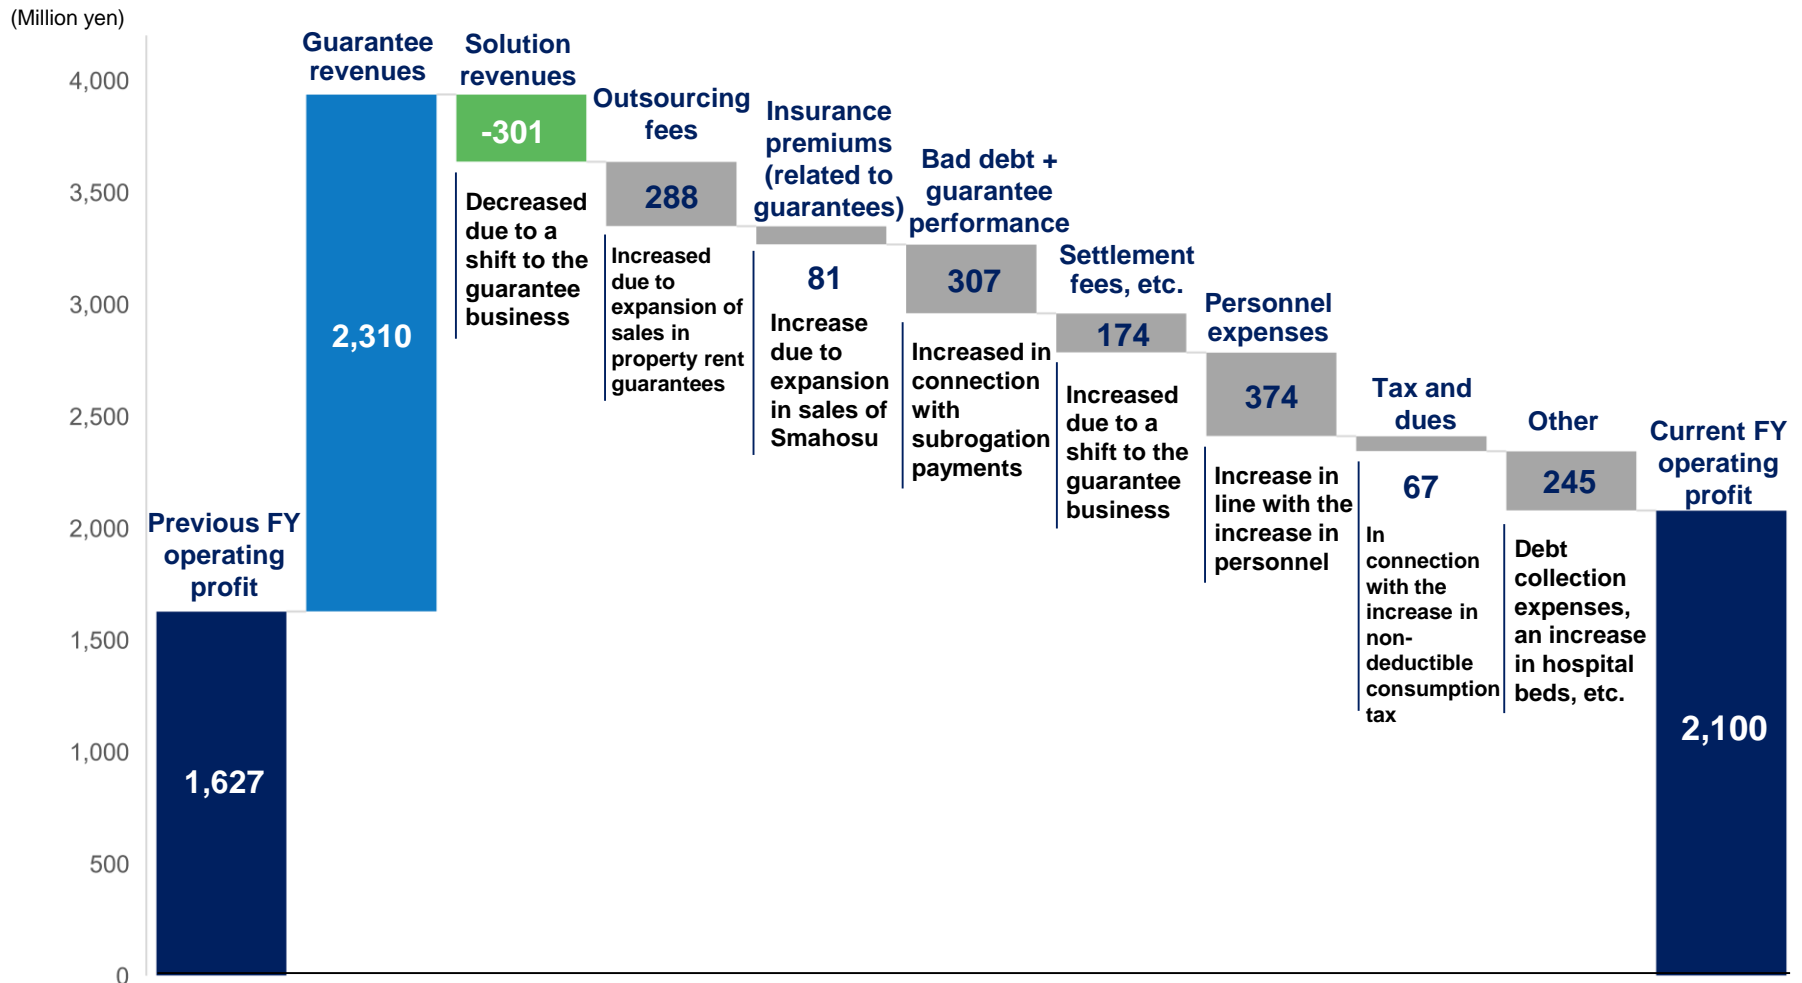 (Million yen)
4,000
3,500
3,000
2,500
2,000
1,500
1,000
500
0
Previous FY
operating
profit
1,627
Guarantee
revenues
2,310
Solution
revenues
-301
Decreased
due to a
shift to the
guarantee
business
Outsourcing
fees
288
Increased
due to
expansion of
sales in
property rent
guarantees
Insurance
premiums
(related to
guarantees)
81
Increase
due to
expansion
in sales of
Smahosu
Bad debt +
guarantee
performance
307
Increased in
connection
with
subrogation
payments
Settlement
fees, etc.
174
Increased
due to a
shift to the
guarantee
business
Personnel
expenses
374
Increase in
line with the
increase in
personnel
Tax and
dues
67
In
connection
with the
increase in
non-
deductible
consumption
tax
Other
245
Debt
collection
expenses,
an increase
in hospital
beds, etc.
Current FY
operating
profit
2,100